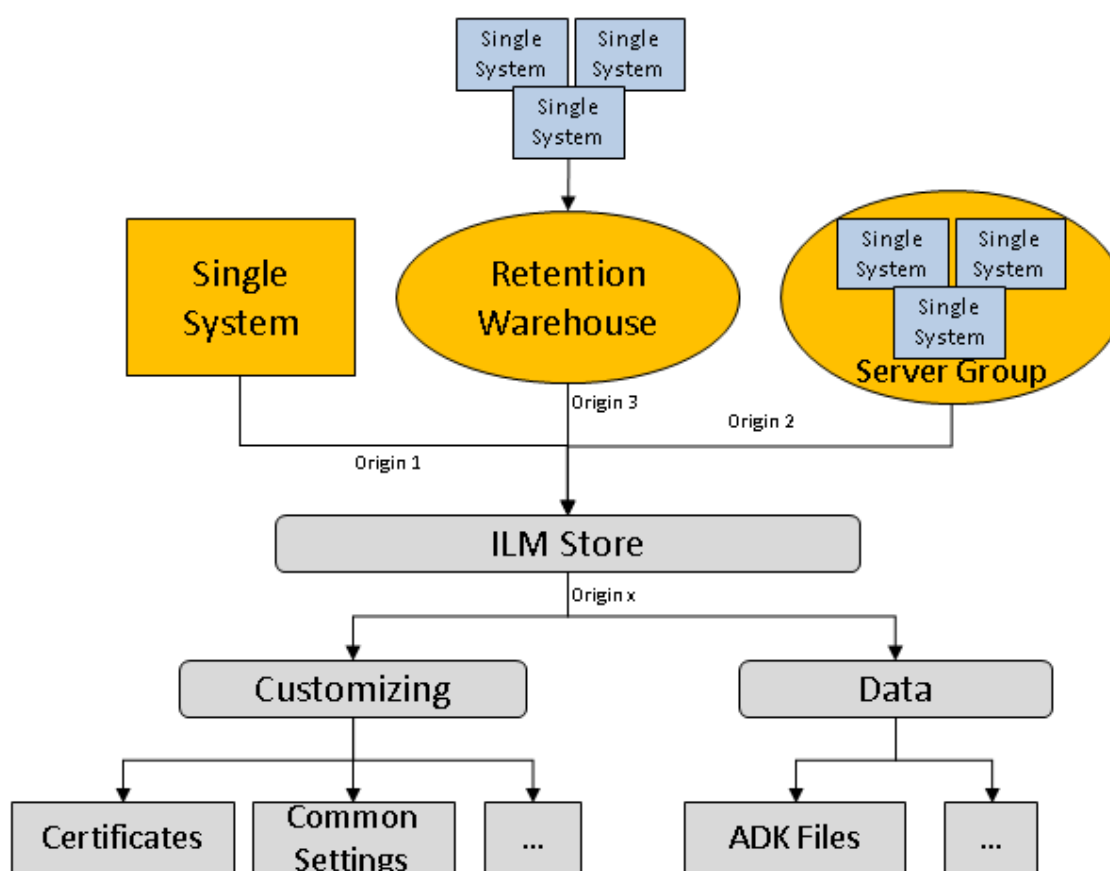 Single
System
Single
System
Single
System
Single
System
Retention
Warehouse
Single
System
Single
System
Single
System
Server Group
Origin 3
Origin 2
Origin 1
ILM Store
Origin x
Customizing
Data
Certificates
Common
Settings
...
ADK Files
...